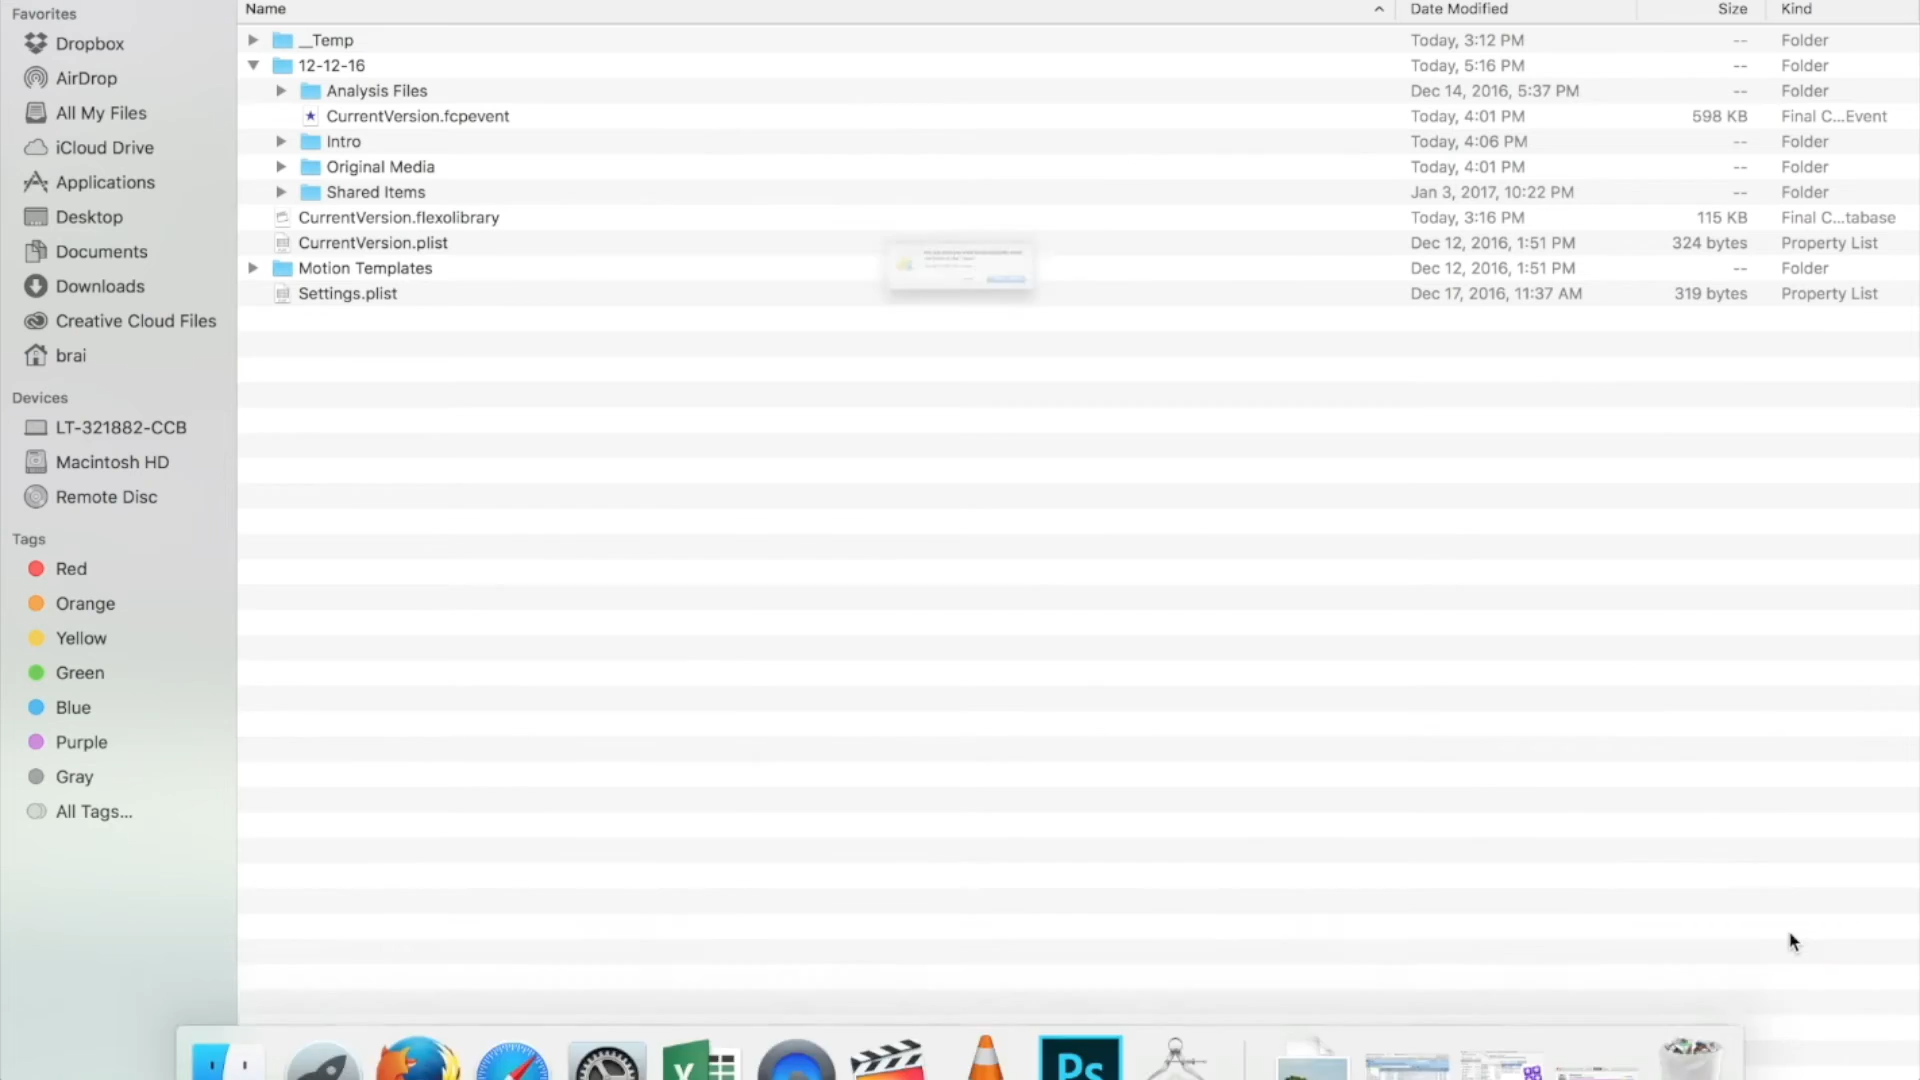 Favorites
Dropbox
AirDrop
All My Files
iCloud Drive
Applications
Desktop
Documents
Downloads
Creative Cloud Files
brai
Devices
LT-321882-CCB
Macintosh HD
Remote Disc
Tags
Red
Orange
Yellow
Green
Blue
Purple
Gray
All Tags...
Name Date Modified Size Kind
__Temp Today, 3:12 PM -- Folder
12-12-16 Today, 5:16 PM -- Folder
Analysis Files Dec 14, 2016, 5:37 PM -- Folder
CurrentVersion.fcpevent Today, 4:01 PM 598 KB Final C...Event
Intro Today, 4:06 PM -- Folder
Original Media Today, 4:01 PM -- Folder
Shared Items Jan 3, 2017, 10:22 PM -- Folder
CurrentVersion.flexolibrary Today, 3:16 PM 115 KB Final C...tabase
CurrentVersion.plist Dec 12, 2016, 1:51 PM 324 bytes Property List
Motion Templates Dec 12, 2016, 1:51 PM -- Folder
Settings.plist Dec 17, 2016, 11:37 AM 319 bytes Property List
Ps